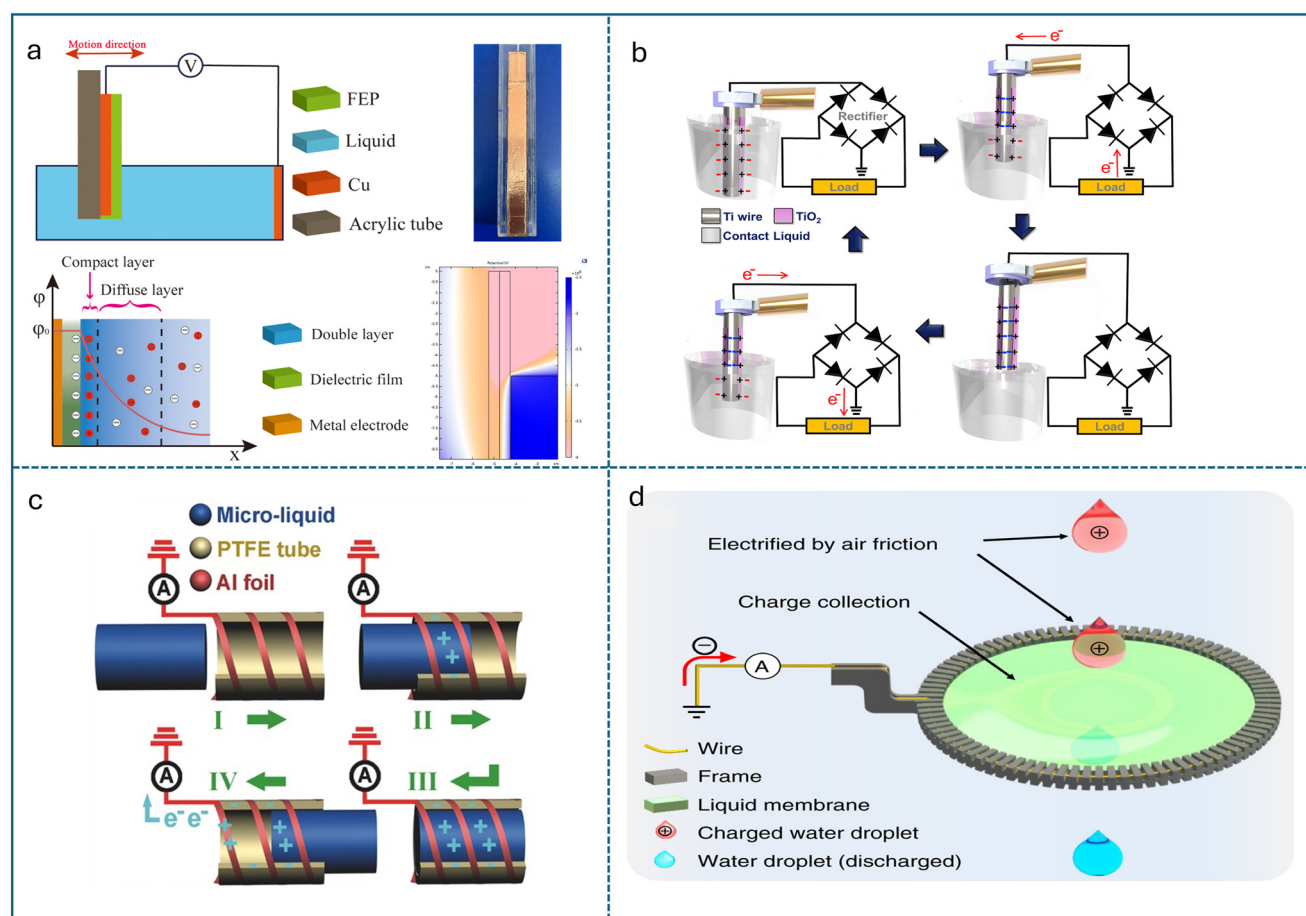 a
Motion direction
V
FEP
Liquid
Cu
Acrylic tube
Compact layer
Diffuse layer
φ
φ₀
x
Double layer
Dielectric film
Metal electrode
Potential(V)
b
e⁻
Rectifier
e⁻
Load
Load
Ti wire
TiO₂
Contact Liquid
e⁻
e⁻
Load
Load
c
Micro-liquid
PTFE tube
Al foil
A
A
I
II
A
A
IV
III
e⁻ e⁻
d
Electrified by air friction
Charge collection
A
Wire
Frame
Liquid membrane
Charged water droplet
Water droplet (discharged)